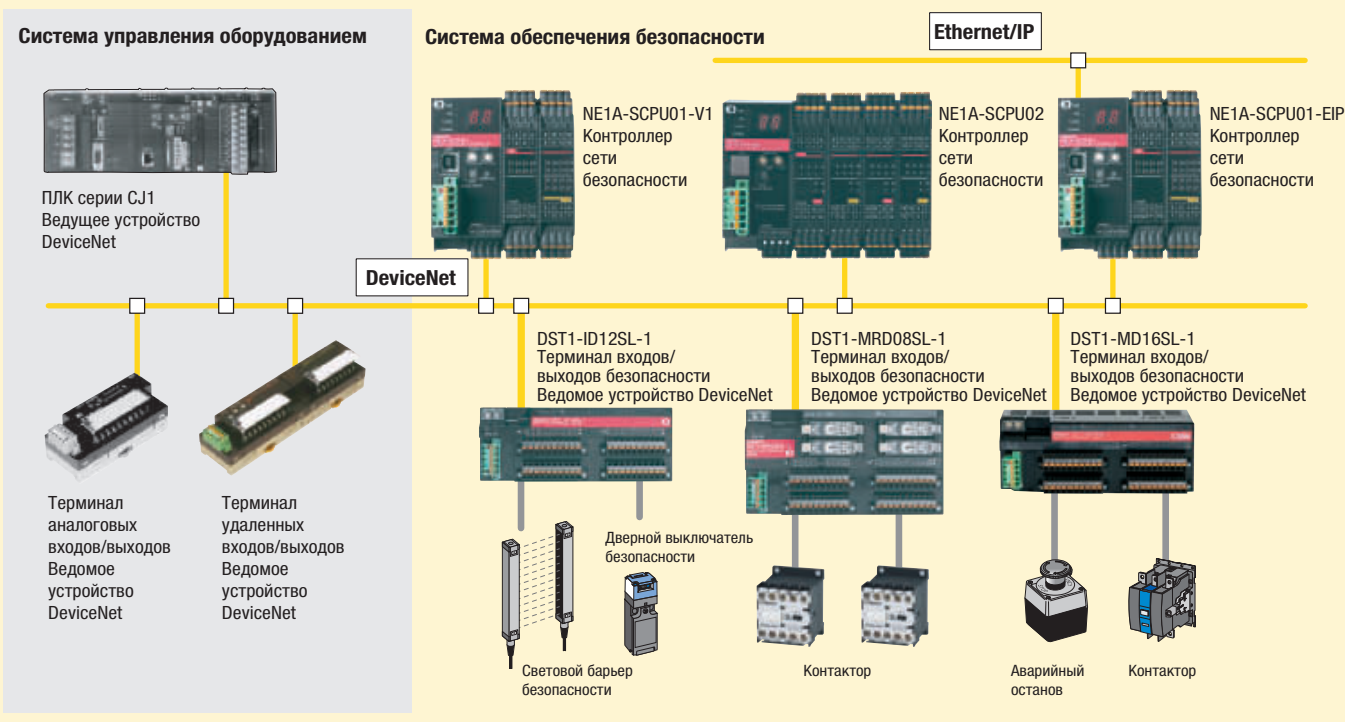 Система управления оборудованием
Система обеспечения безопасности
Ethernet/IP
ПЛК серии CJ1
Ведущее устройство
DeviceNet
NE1A-SCPU01-V1
Контроллер
сети
безопасности
NE1A-SCPU02
Контроллер
сети
безопасности
NE1A-SCPU01-EIP
Контроллер
сети
безопасности
DeviceNet
DST1-ID12SL-1
Терминал входов/
выходов безопасности
Ведомое устройство DeviceNet
DST1-MRD08SL-1
Терминал входов/
выходов безопасности
Ведомое устройство DeviceNet
DST1-MD16SL-1
Терминал входов/
выходов безопасности
Ведомое устройство DeviceNet
Терминал
аналоговых
входов/выходов
Ведомое
устройство
DeviceNet
Терминал
удаленных
входов/выходов
Ведомое
устройство
DeviceNet
Дверной выключатель
безопасности
Световой барьер
безопасности
Контактор
Аварийный
останов
Контактор